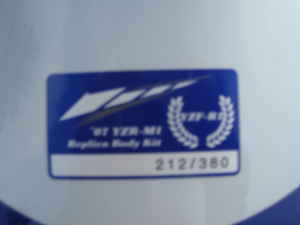 '07 YZR-M1
YZF-R1
Replica Body Kit
212/380